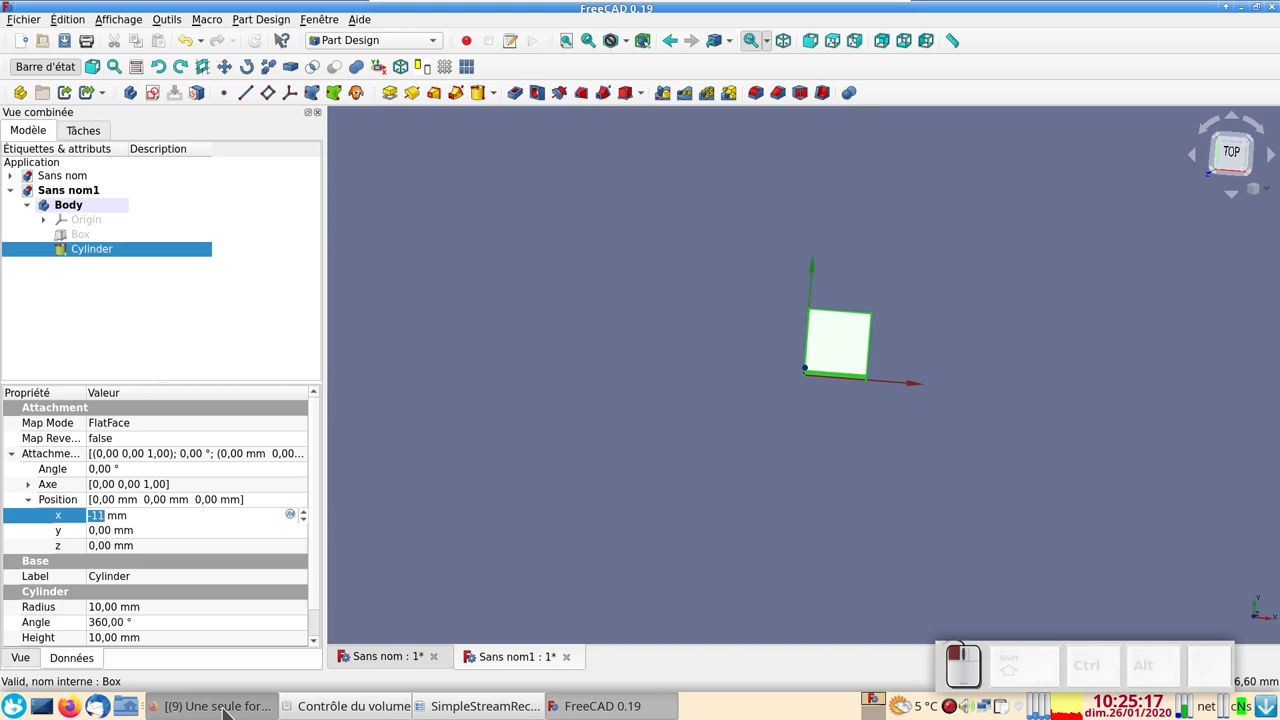 FreeCAD 0.19
Fichier Édition Affichage Outils Macro Part Design Fenêtre Aide
Part Design
Barre d'état
Vue combinée
Modèle Tâches
Étiquettes & attributs Description
Application
Sans nom
Sans nom1
Body
Origin
Box
Cylinder
Propriété Valeur
Attachment
Map Mode FlatFace
Map Reve... false
Attachme... [(0,00 0,00 1,00); 0,00 °; (0,00 mm 0,00...
Angle 0,00 °
Axe [0,00 0,00 1,00]
Position [0,00 mm 0,00 mm 0,00 mm]
x -11 mm
y 0,00 mm
z 0,00 mm
Base
Label Cylinder
Cylinder
Radius 10,00 mm
Angle 360,00 °
Height 10,00 mm
Vue Données
TOP
Y
X
Sans nom : 1* Sans nom1 : 1*
Shift Ctrl Alt
Valid, nom interne : Box
6,60 mm
[(9) Une seule fo... Contrôle du volume SimpleStreamRec... FreeCAD 0.19
5 °C
10:25:17
dim.26/01/2020
net